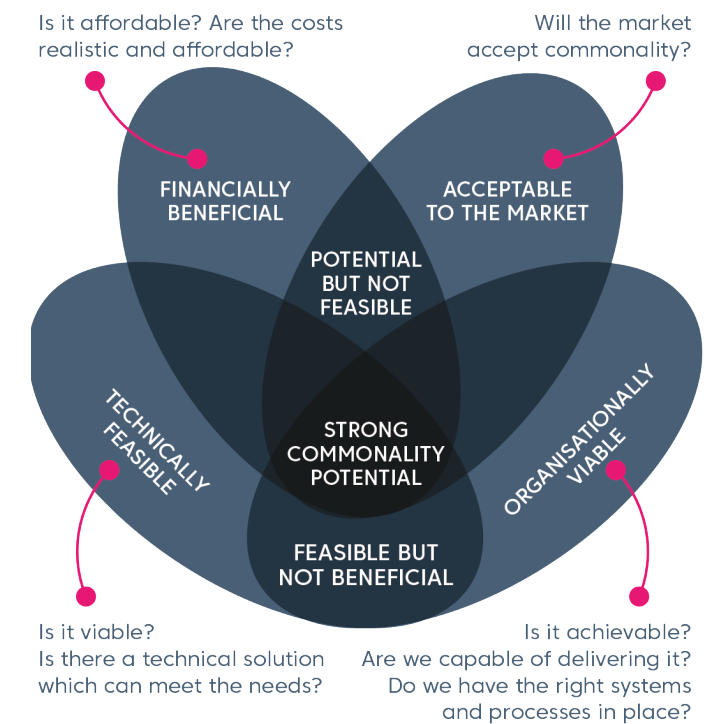 Is it affordable? Are the costs
realistic and affordable?
Will the market
accept commonality?
FINANCIALLY
BENEFICIAL
ACCEPTABLE
TO THE MARKET
POTENTIAL
BUT NOT
FEASIBLE
TECHNICALLY
FEASIBLE
STRONG
COMMONALITY
POTENTIAL
ORGANISATIONALLY
VIABLE
FEASIBLE BUT
NOT BENEFICIAL
Is it viable?
Is there a technical solution
which can meet the needs?
Is it achievable?
Are we capable of delivering it?
Do we have the right systems
and processes in place?